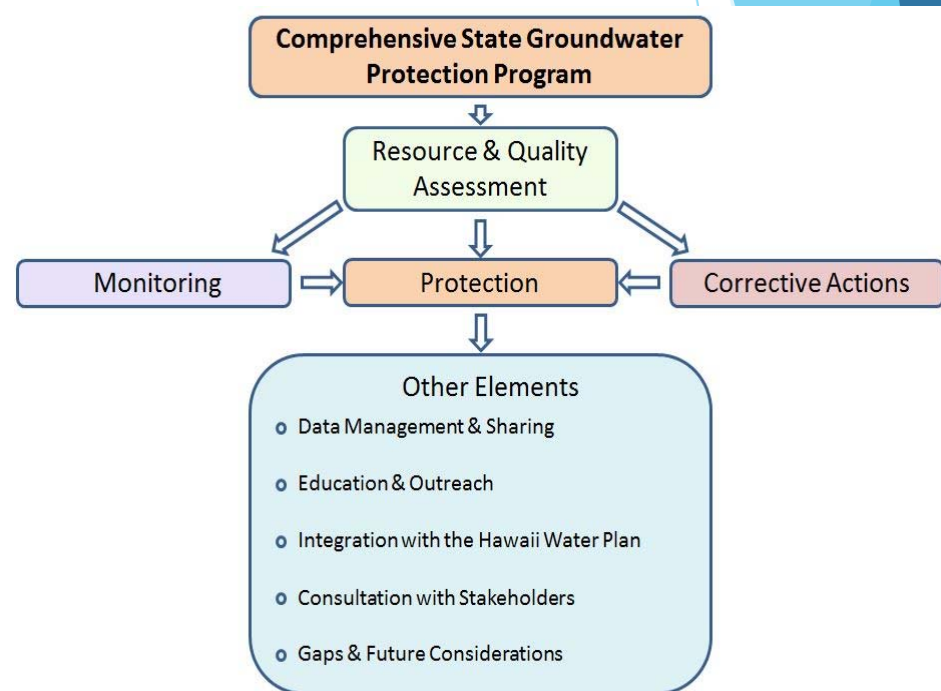 Comprehensive State Groundwater
Protection Program
Resource & Quality
Assessment
Monitoring
Protection
Corrective Actions
Other Elements
Data Management & Sharing
Education & Outreach
Integration with the Hawaii Water Plan
Consultation with Stakeholders
Gaps & Future Considerations